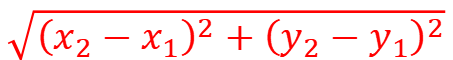 √(x₂ − x₁)² + (y₂ − y₁)²